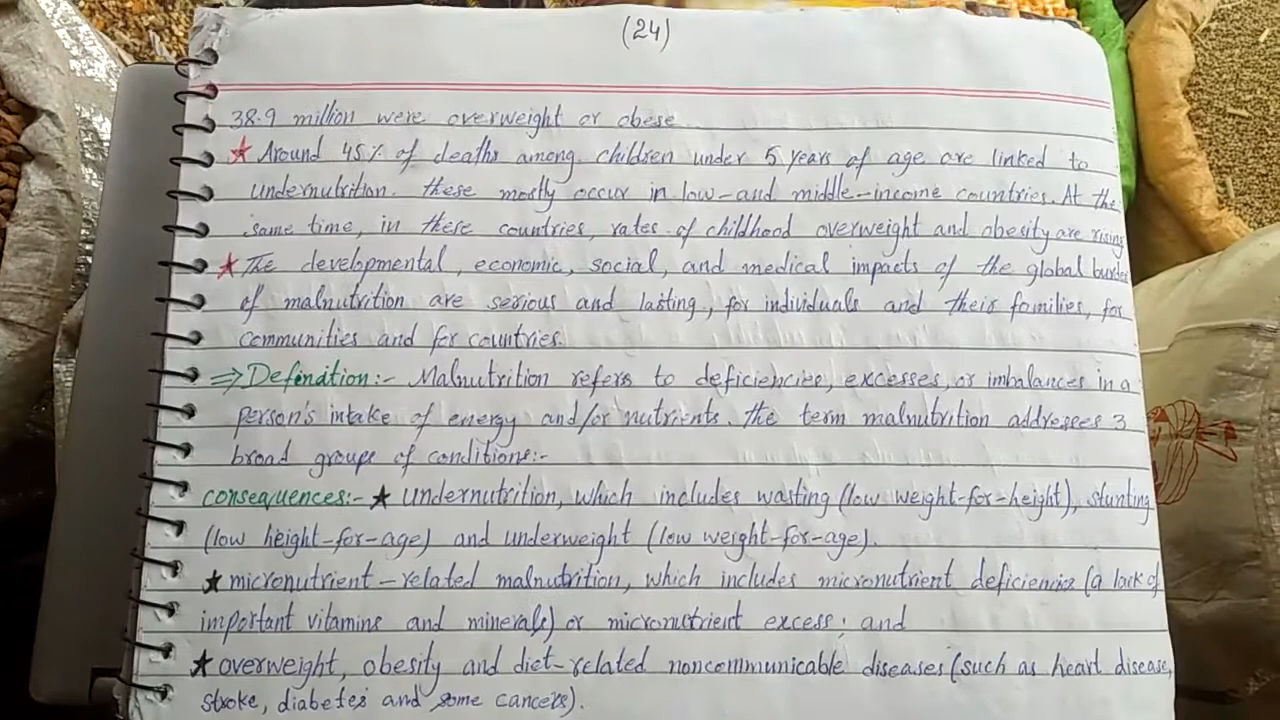 (24)
38.9 million were overweight or obese.
★ Around 45% of deaths among children under 5 years of age are linked to
undernutrition. These mostly occur in low-and middle-income countries. At the
same time, in these countries, rates of childhood overweight and obesity are rising
★ The developmental, economic, social, and medical impacts of the global burden
of malnutrition are serious and lasting, for individuals and their families, for
communities and for countries.
⇒ Defination:- Malnutrition refers to deficiencies, excesses, or imbalances in a
person's intake of energy and/or nutrients. The term malnutrition addresses 3
broad groups of conditions:-
consequences:- ★ undernutrition, which includes wasting (low weight-for-height), stunting
(low height-for-age) and underweight (low weight-for-age).
★ micronutrient-related malnutrition, which includes micronutrient deficiencies (a lack of
important vitamins and minerals) or micronutrient excess; and
★ overweight, obesity and diet-related noncommunicable diseases (such as heart disease,
stroke, diabetes and some cancers).